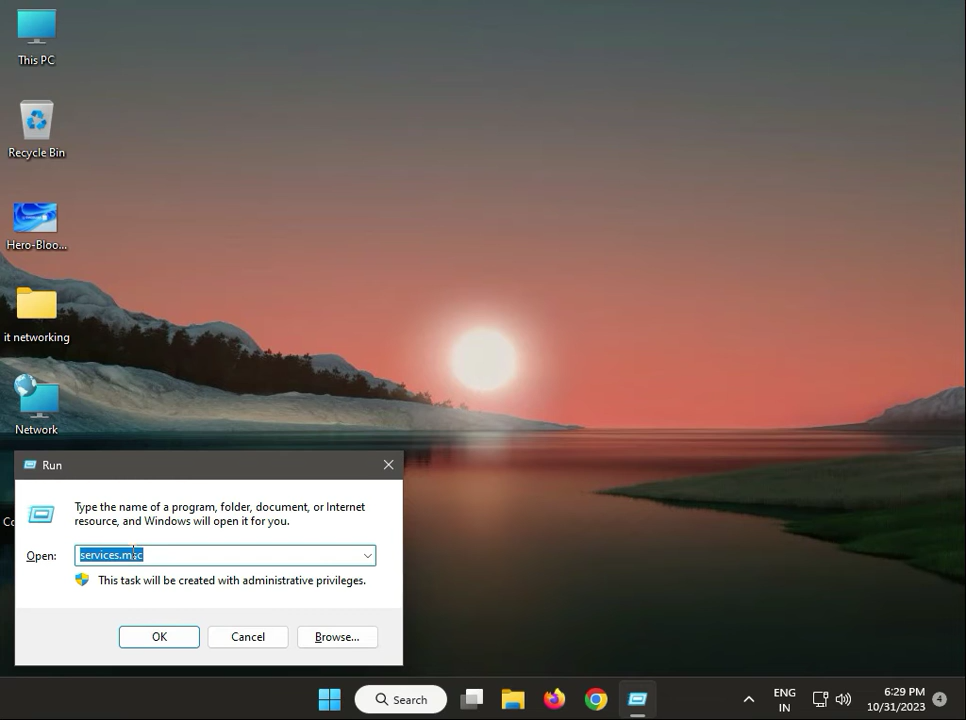 This PC
Recycle Bin
Hero-Bloo...
it networking
Network
Run
Type the name of a program, folder, document, or Internet
resource, and Windows will open it for you.
Open:
services.msc
This task will be created with administrative privileges.
OK
Cancel
Browse...
Search
ENG
IN
6:29 PM
10/31/2023
4